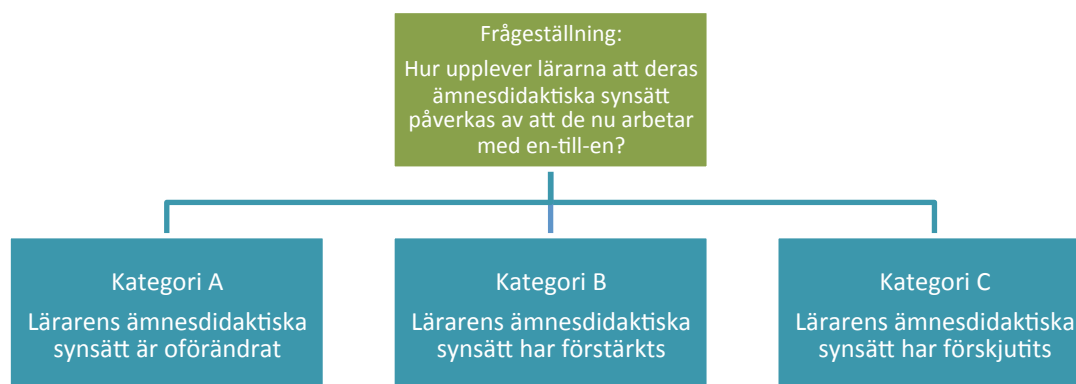 Frågeställning:
Hur upplever lärarna att deras
ämnesdidaktiska synsätt
påverkas av att de nu arbetar
med en-till-en?
Kategori A
Lärarens ämnesdidaktiska
synsätt är oförändrat
Kategori B
Lärarens ämnesdidaktiska
synsätt har förstärkts
Kategori C
Lärarens ämnesdidaktiska
synsätt har förskjutits